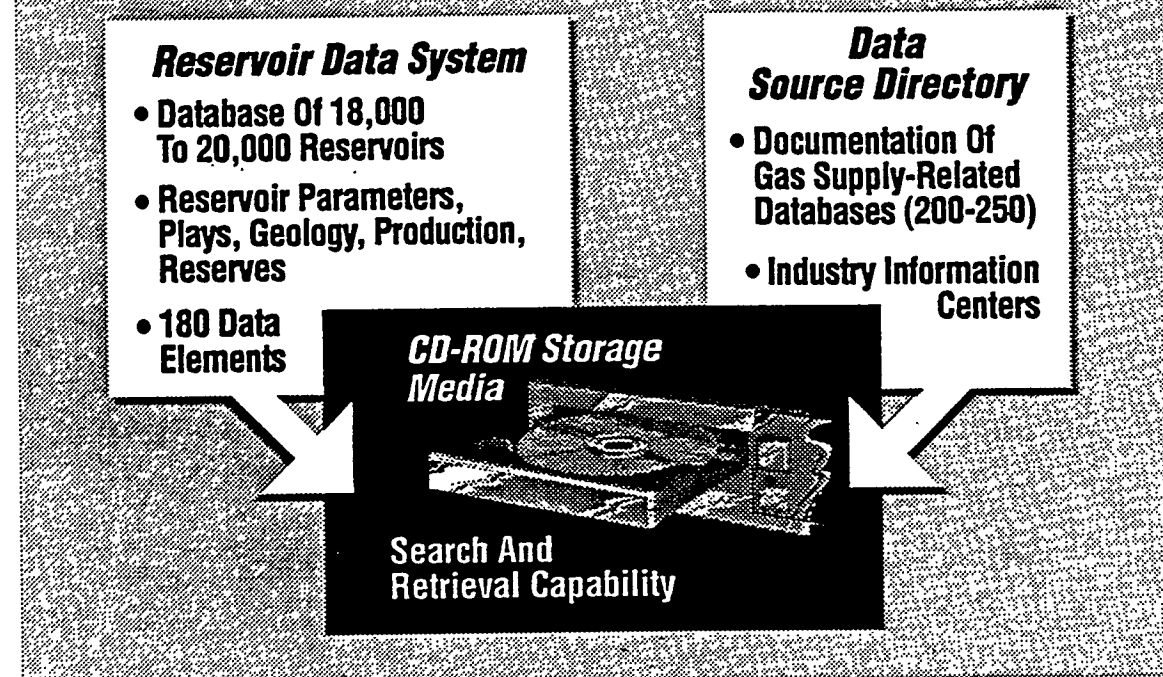 Reservoir Data System
• Database Of 18,000
To 20,000 Reservoirs
• Reservoir Parameters,
Plays, Geology, Production,
Reserves
• 180 Data
Elements
Data
Source Directory
• Documentation Of
Gas Supply-Related
Databases (200-250)
• Industry Information
Centers
CD-ROM Storage
Media
Search And
Retrieval Capability